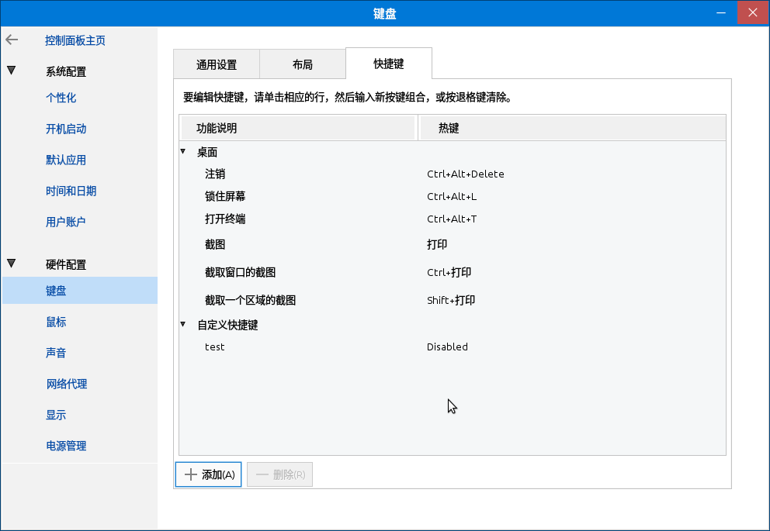 键盘
控制面板主页
系统配置
个性化
开机启动
默认应用
时间和日期
用户账户
硬件配置
键盘
鼠标
声音
网络代理
显示
电源管理
通用设置 布局 快捷键
要编辑快捷键，请单击相应的行，然后输入新按键组合，或按退格键清除。
功能说明 热键
桌面
注销 Ctrl+Alt+Delete
锁住屏幕 Ctrl+Alt+L
打开终端 Ctrl+Alt+T
截图 打印
截取窗口的截图 Ctrl+打印
截取一个区域的截图 Shift+打印
自定义快捷键
test Disabled
添加(A) 删除(R)